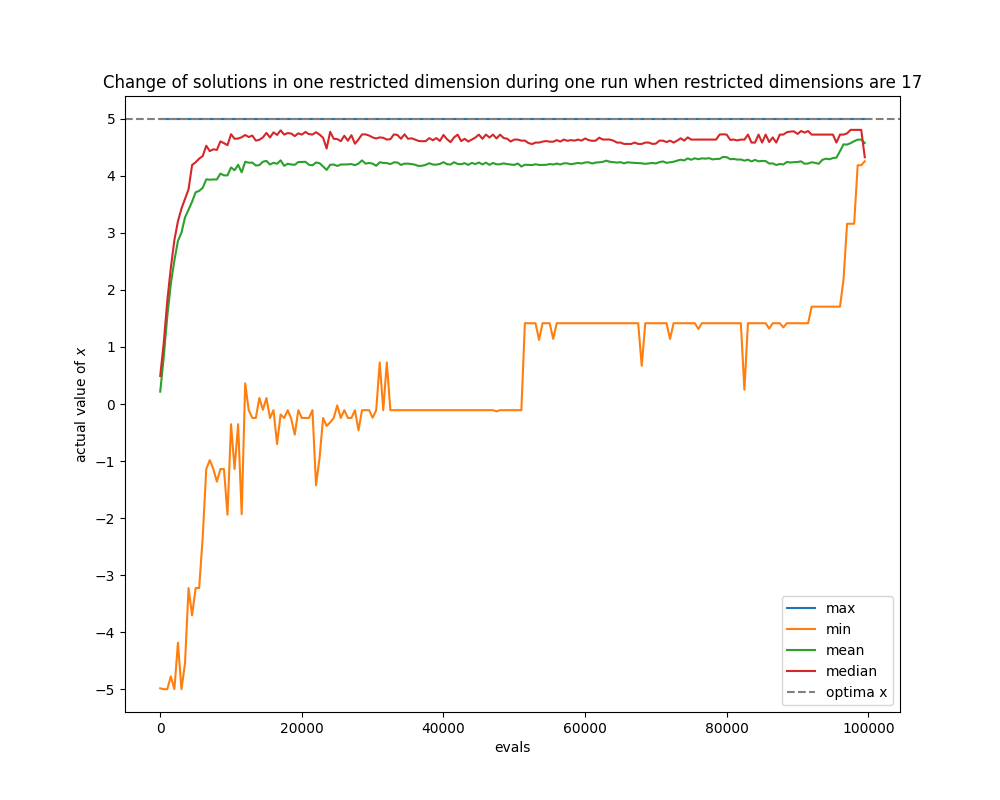 Change of solutions in one restricted dimension during one run when restricted dimensions are 17
5
4
3
2
1
0
−1
−2
−3
−4
−5
actual value of x
0 20000 40000 60000 80000 100000
evals
max
min
mean
median
optima x